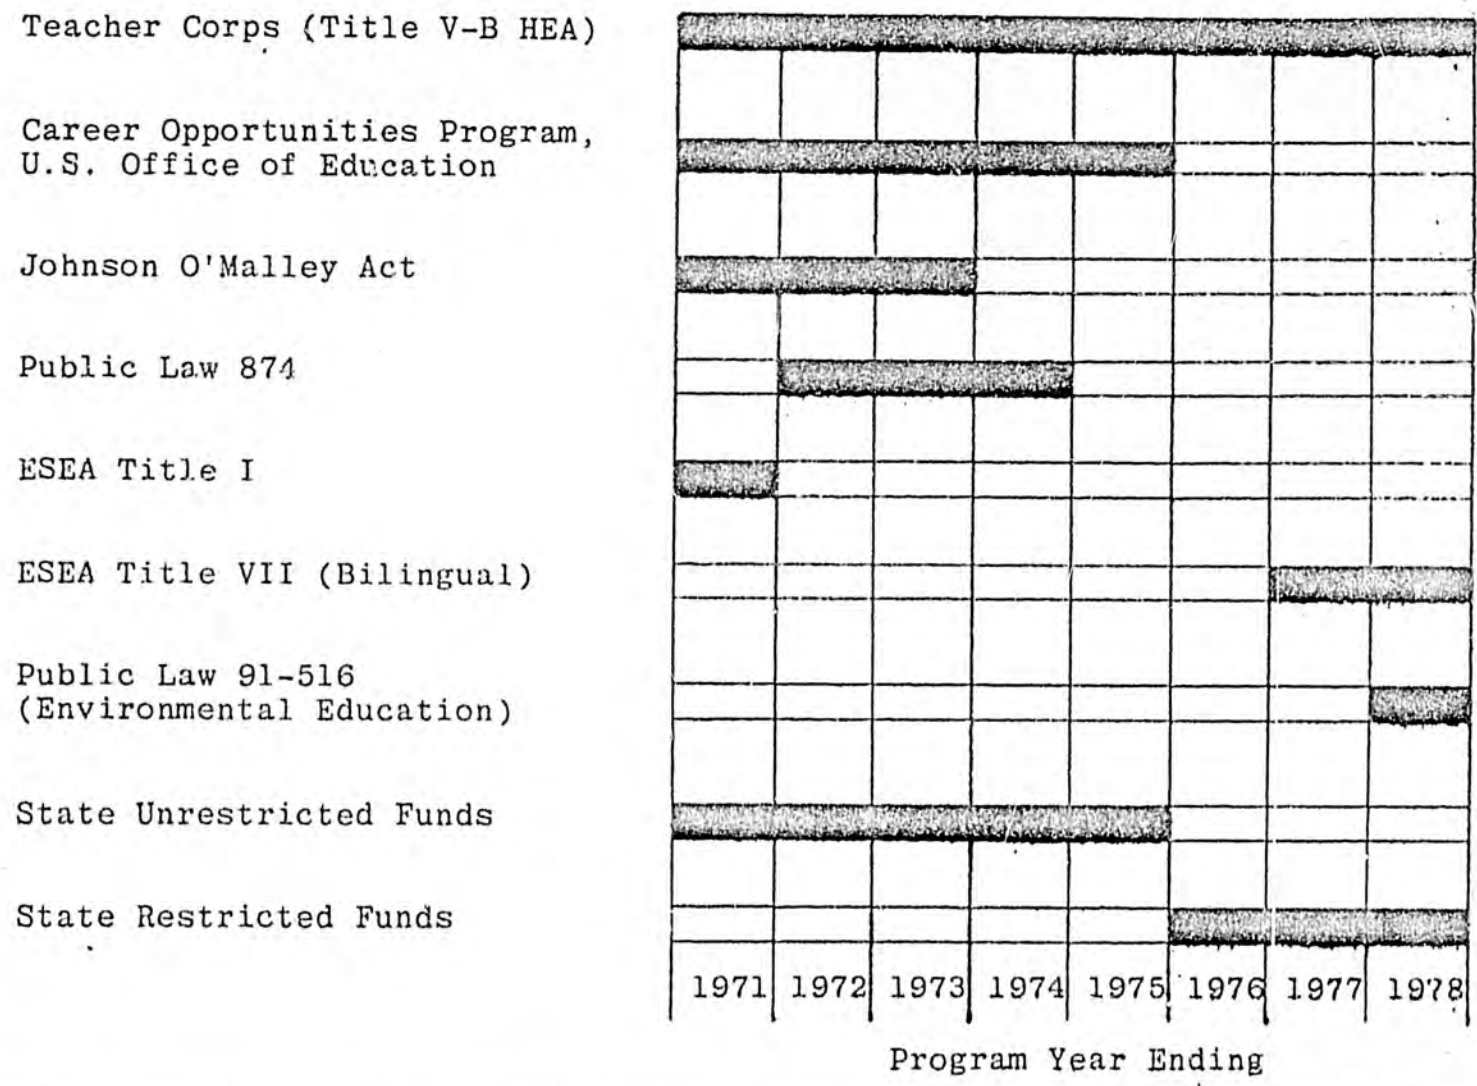 Teacher Corps (Title V-B HEA)
Career Opportunities Program,
U.S. Office of Education
Johnson O'Malley Act
Public Law 874
ESEA Title I
ESEA Title VII (Bilingual)
Public Law 91-516
(Environmental Education)
State Unrestricted Funds
State Restricted Funds
1971 1972 1973 1974 1975 1976 1977 1978
Program Year Ending